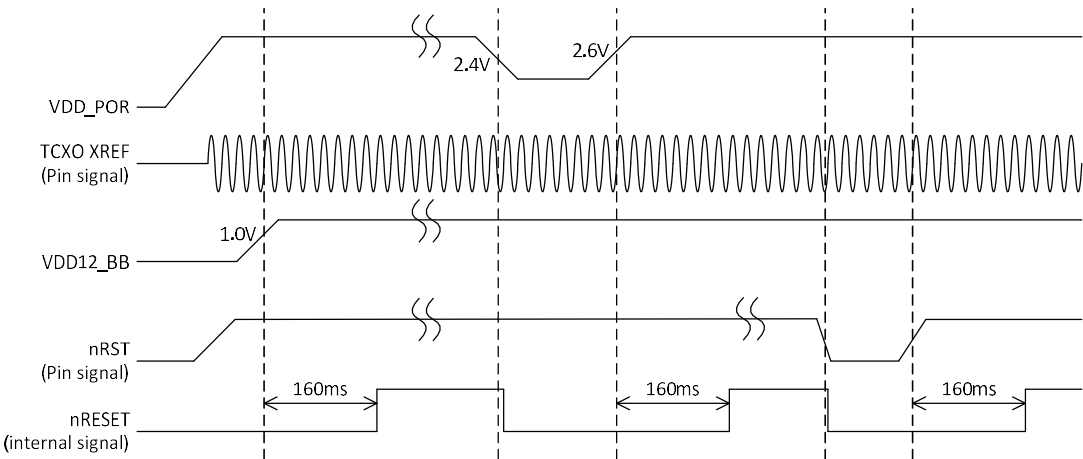 2.4V
2.6V
VDD_POR
TCXO XREF
(Pin signal)
1.0V
VDD12_BB
nRST
(Pin signal)
160ms
160ms
160ms
nRESET
(internal signal)